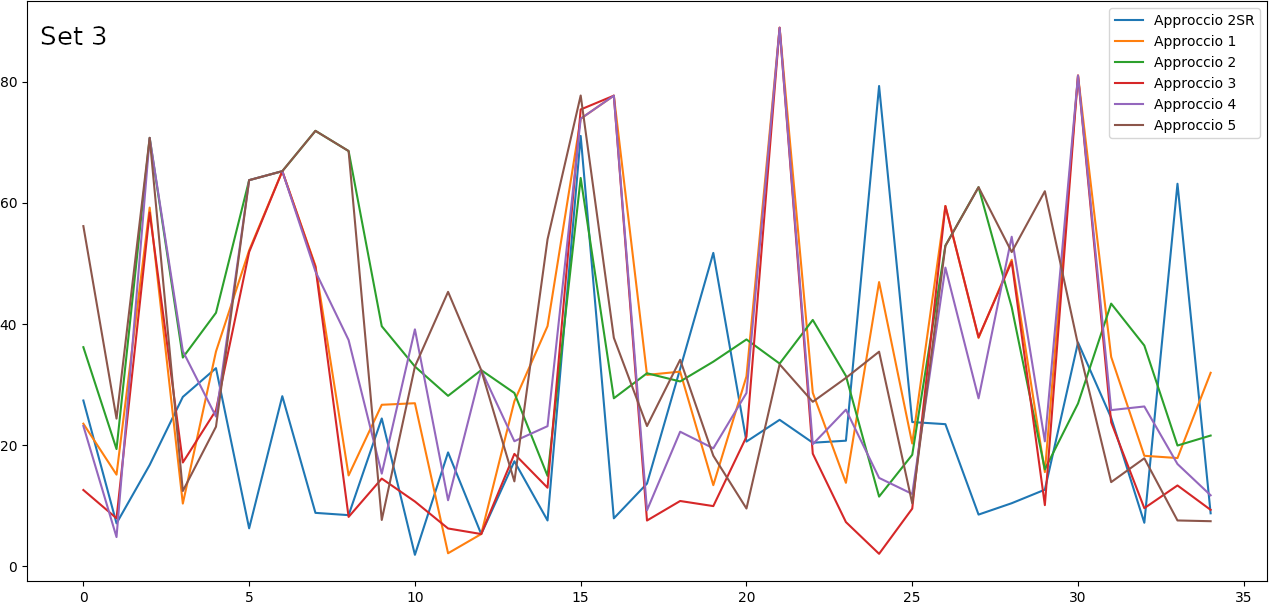 Set 3
Approccio 2SR
Approccio 1
Approccio 2
Approccio 3
Approccio 4
Approccio 5
80
60
40
20
0
0 5 10 15 20 25 30 35